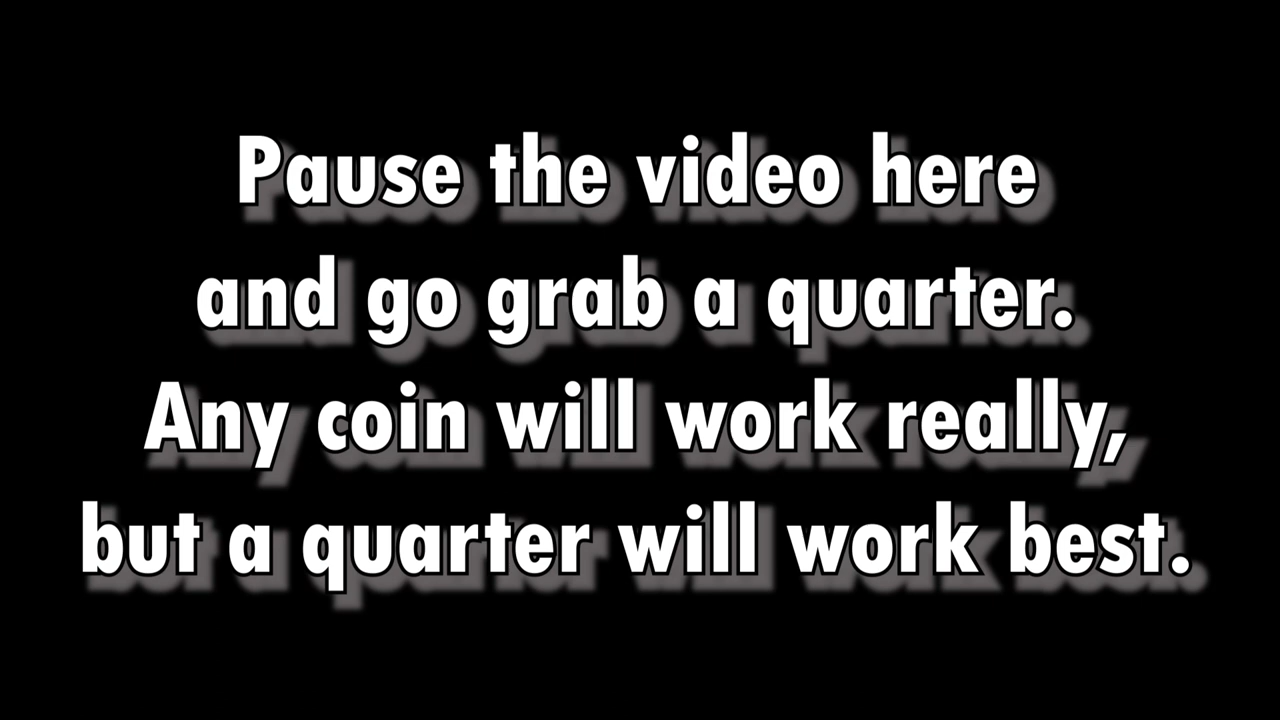 Pause the video here
and go grab a quarter.
Any coin will work really,
but a quarter will work best.